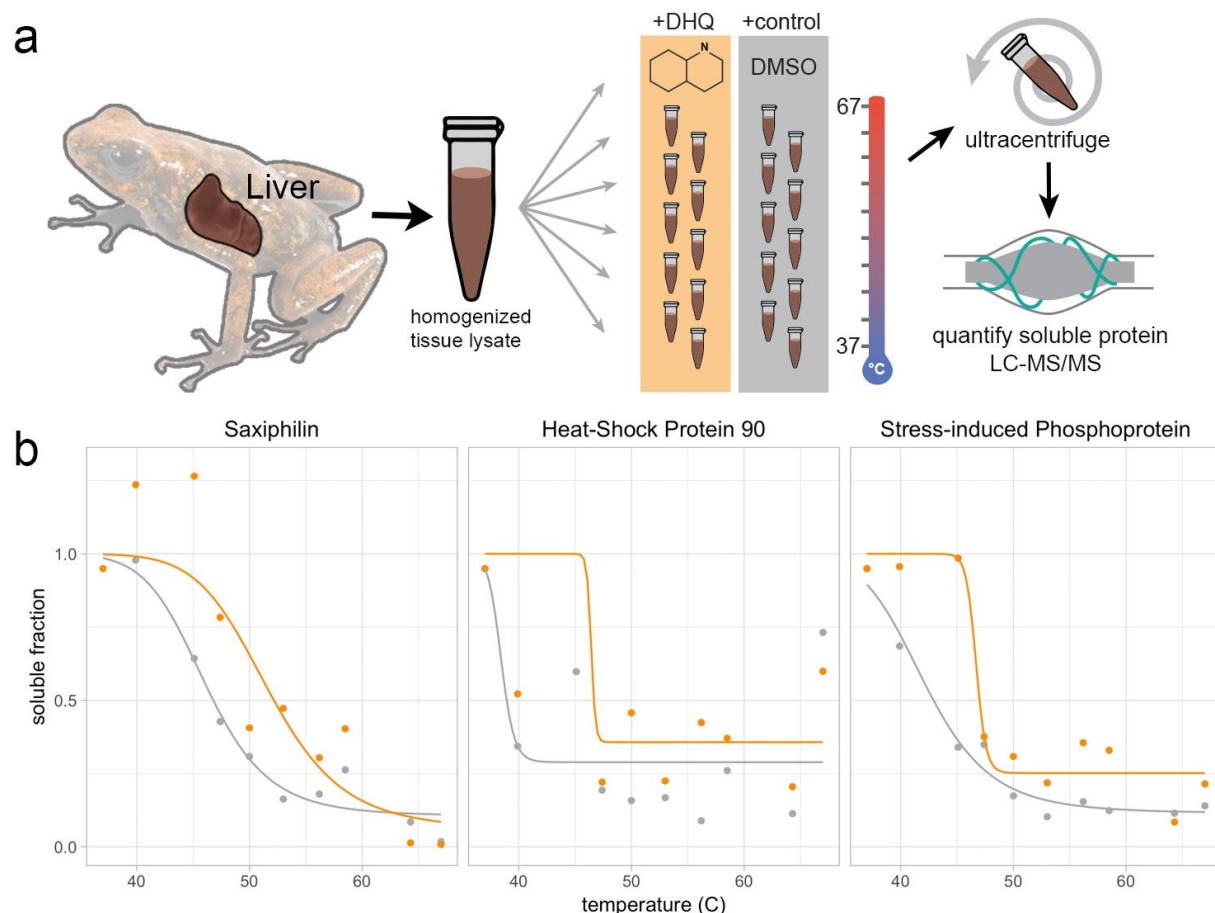 a
Liver
homogenized
tissue lysate
+DHQ
+control
N
DMSO
67
37
°C
ultracentrifuge
quantify soluble protein
LC-MS/MS
b
Saxiphilin
Heat-Shock Protein 90
Stress-induced Phosphoprotein
soluble fraction
1.0
0.5
0.0
40 50 60
40 50 60
40 50 60
temperature (C)